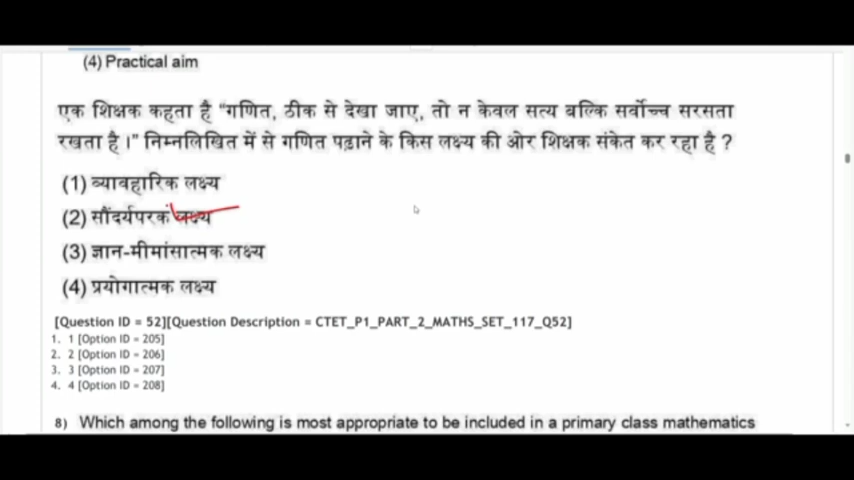 (4) Practical aim
एक शिक्षक कहता है "गणित, ठीक से देखा जाए, तो न केवल सत्य बल्कि सर्वोच्च सरसता
रखता है।" निम्नलिखित में से गणित पढ़ाने के किस लक्ष्य की ओर शिक्षक संकेत कर रहा है ?
(1) व्यावहारिक लक्ष्य
(2) सौंदर्यपरक लक्ष्य
(3) ज्ञान-मीमांसात्मक लक्ष्य
(4) प्रयोगात्मक लक्ष्य
[Question ID = 52][Question Description = CTET_P1_PART_2_MATHS_SET_117_Q52]
1. 1 [Option ID = 205]
2. 2 [Option ID = 206]
3. 3 [Option ID = 207]
4. 4 [Option ID = 208]
8) Which among the following is most appropriate to be included in a primary class mathematics